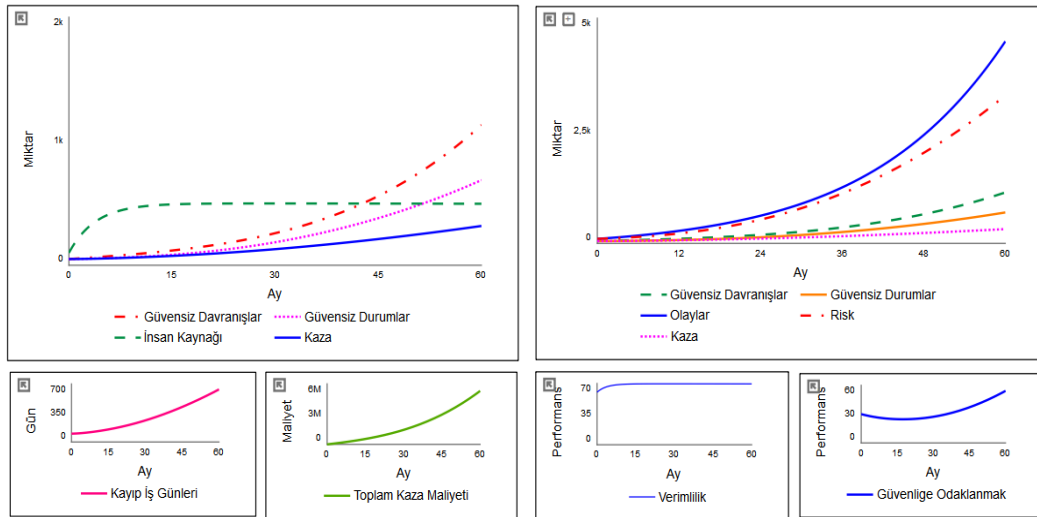 2k
1k
0
Miktar
0 15 30 45 60
Ay
Güvensiz Davranışlar Güvensiz Durumlar
İnsan Kaynağı Kaza
5k
2,5k
0
Miktar
0 12 24 36 48 60
Ay
Güvensiz Davranışlar Güvensiz Durumlar
Olaylar Risk
Kaza
700
350
0
Gün
0 15 30 45 60
Ay
Kayıp İş Günleri
6M
3M
0
Maliyet
0 15 30 45 60
Ay
Toplam Kaza Maliyeti
70
35
0
Performans
0 15 30 45 60
Ay
Verimlilik
60
30
0
Performans
0 15 30 45 60
Ay
Güvenlige Odaklanmak